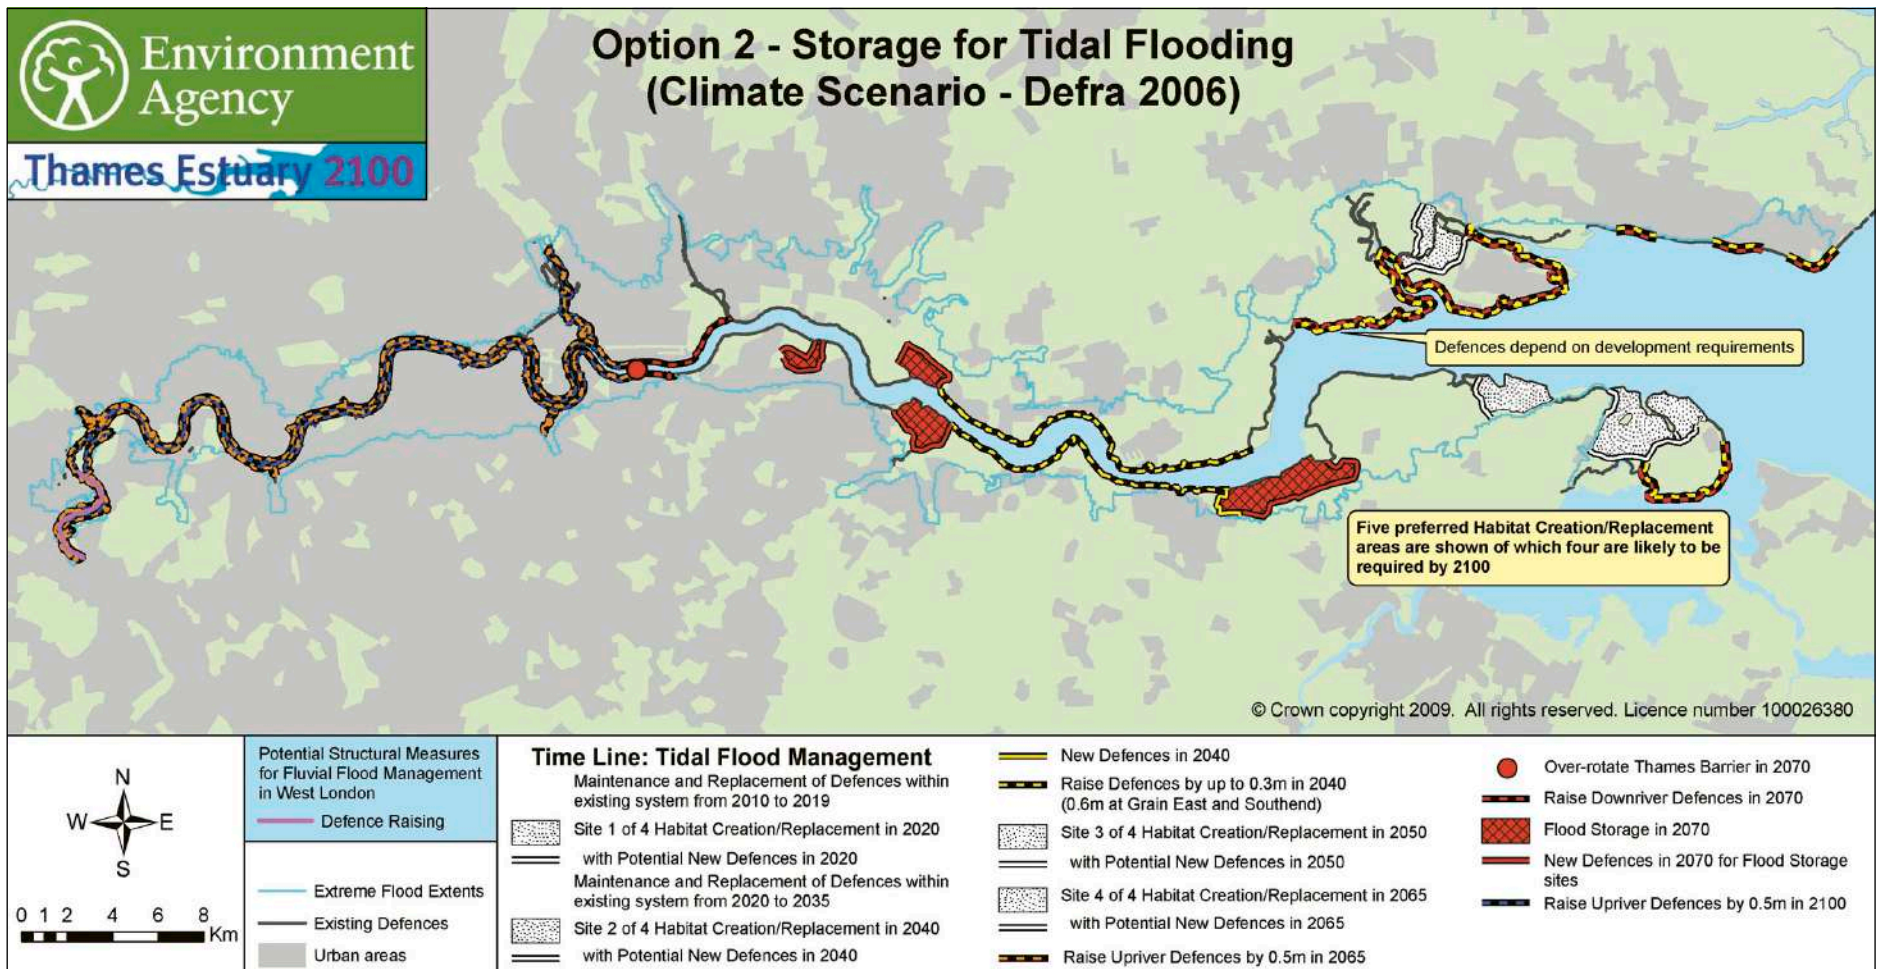 Environment
Agency
Thames Estuary 2100
Option 2 - Storage for Tidal Flooding
(Climate Scenario - Defra 2006)
Defences depend on development requirements
Five preferred Habitat Creation/Replacement
areas are shown of which four are likely to be
required by 2100
© Crown copyright 2009. All rights reserved. Licence number 100026380
N
W
E
S
0 1 2 4 6 8
Km
Potential Structural Measures
for Fluvial Flood Management
in West London
Defence Raising
Extreme Flood Extents
Existing Defences
Urban areas
Time Line: Tidal Flood Management
Maintenance and Replacement of Defences within
existing system from 2010 to 2019
Site 1 of 4 Habitat Creation/Replacement in 2020
with Potential New Defences in 2020
Maintenance and Replacement of Defences within
existing system from 2020 to 2035
Site 2 of 4 Habitat Creation/Replacement in 2040
with Potential New Defences in 2040
New Defences in 2040
Raise Defences by up to 0.3m in 2040
(0.6m at Grain East and Southend)
Site 3 of 4 Habitat Creation/Replacement in 2050
with Potential New Defences in 2050
Site 4 of 4 Habitat Creation/Replacement in 2065
with Potential New Defences in 2065
Raise Upriver Defences by 0.5m in 2065
Over-rotate Thames Barrier in 2070
Raise Downriver Defences in 2070
Flood Storage in 2070
New Defences in 2070 for Flood Storage
sites
Raise Upriver Defences by 0.5m in 2100